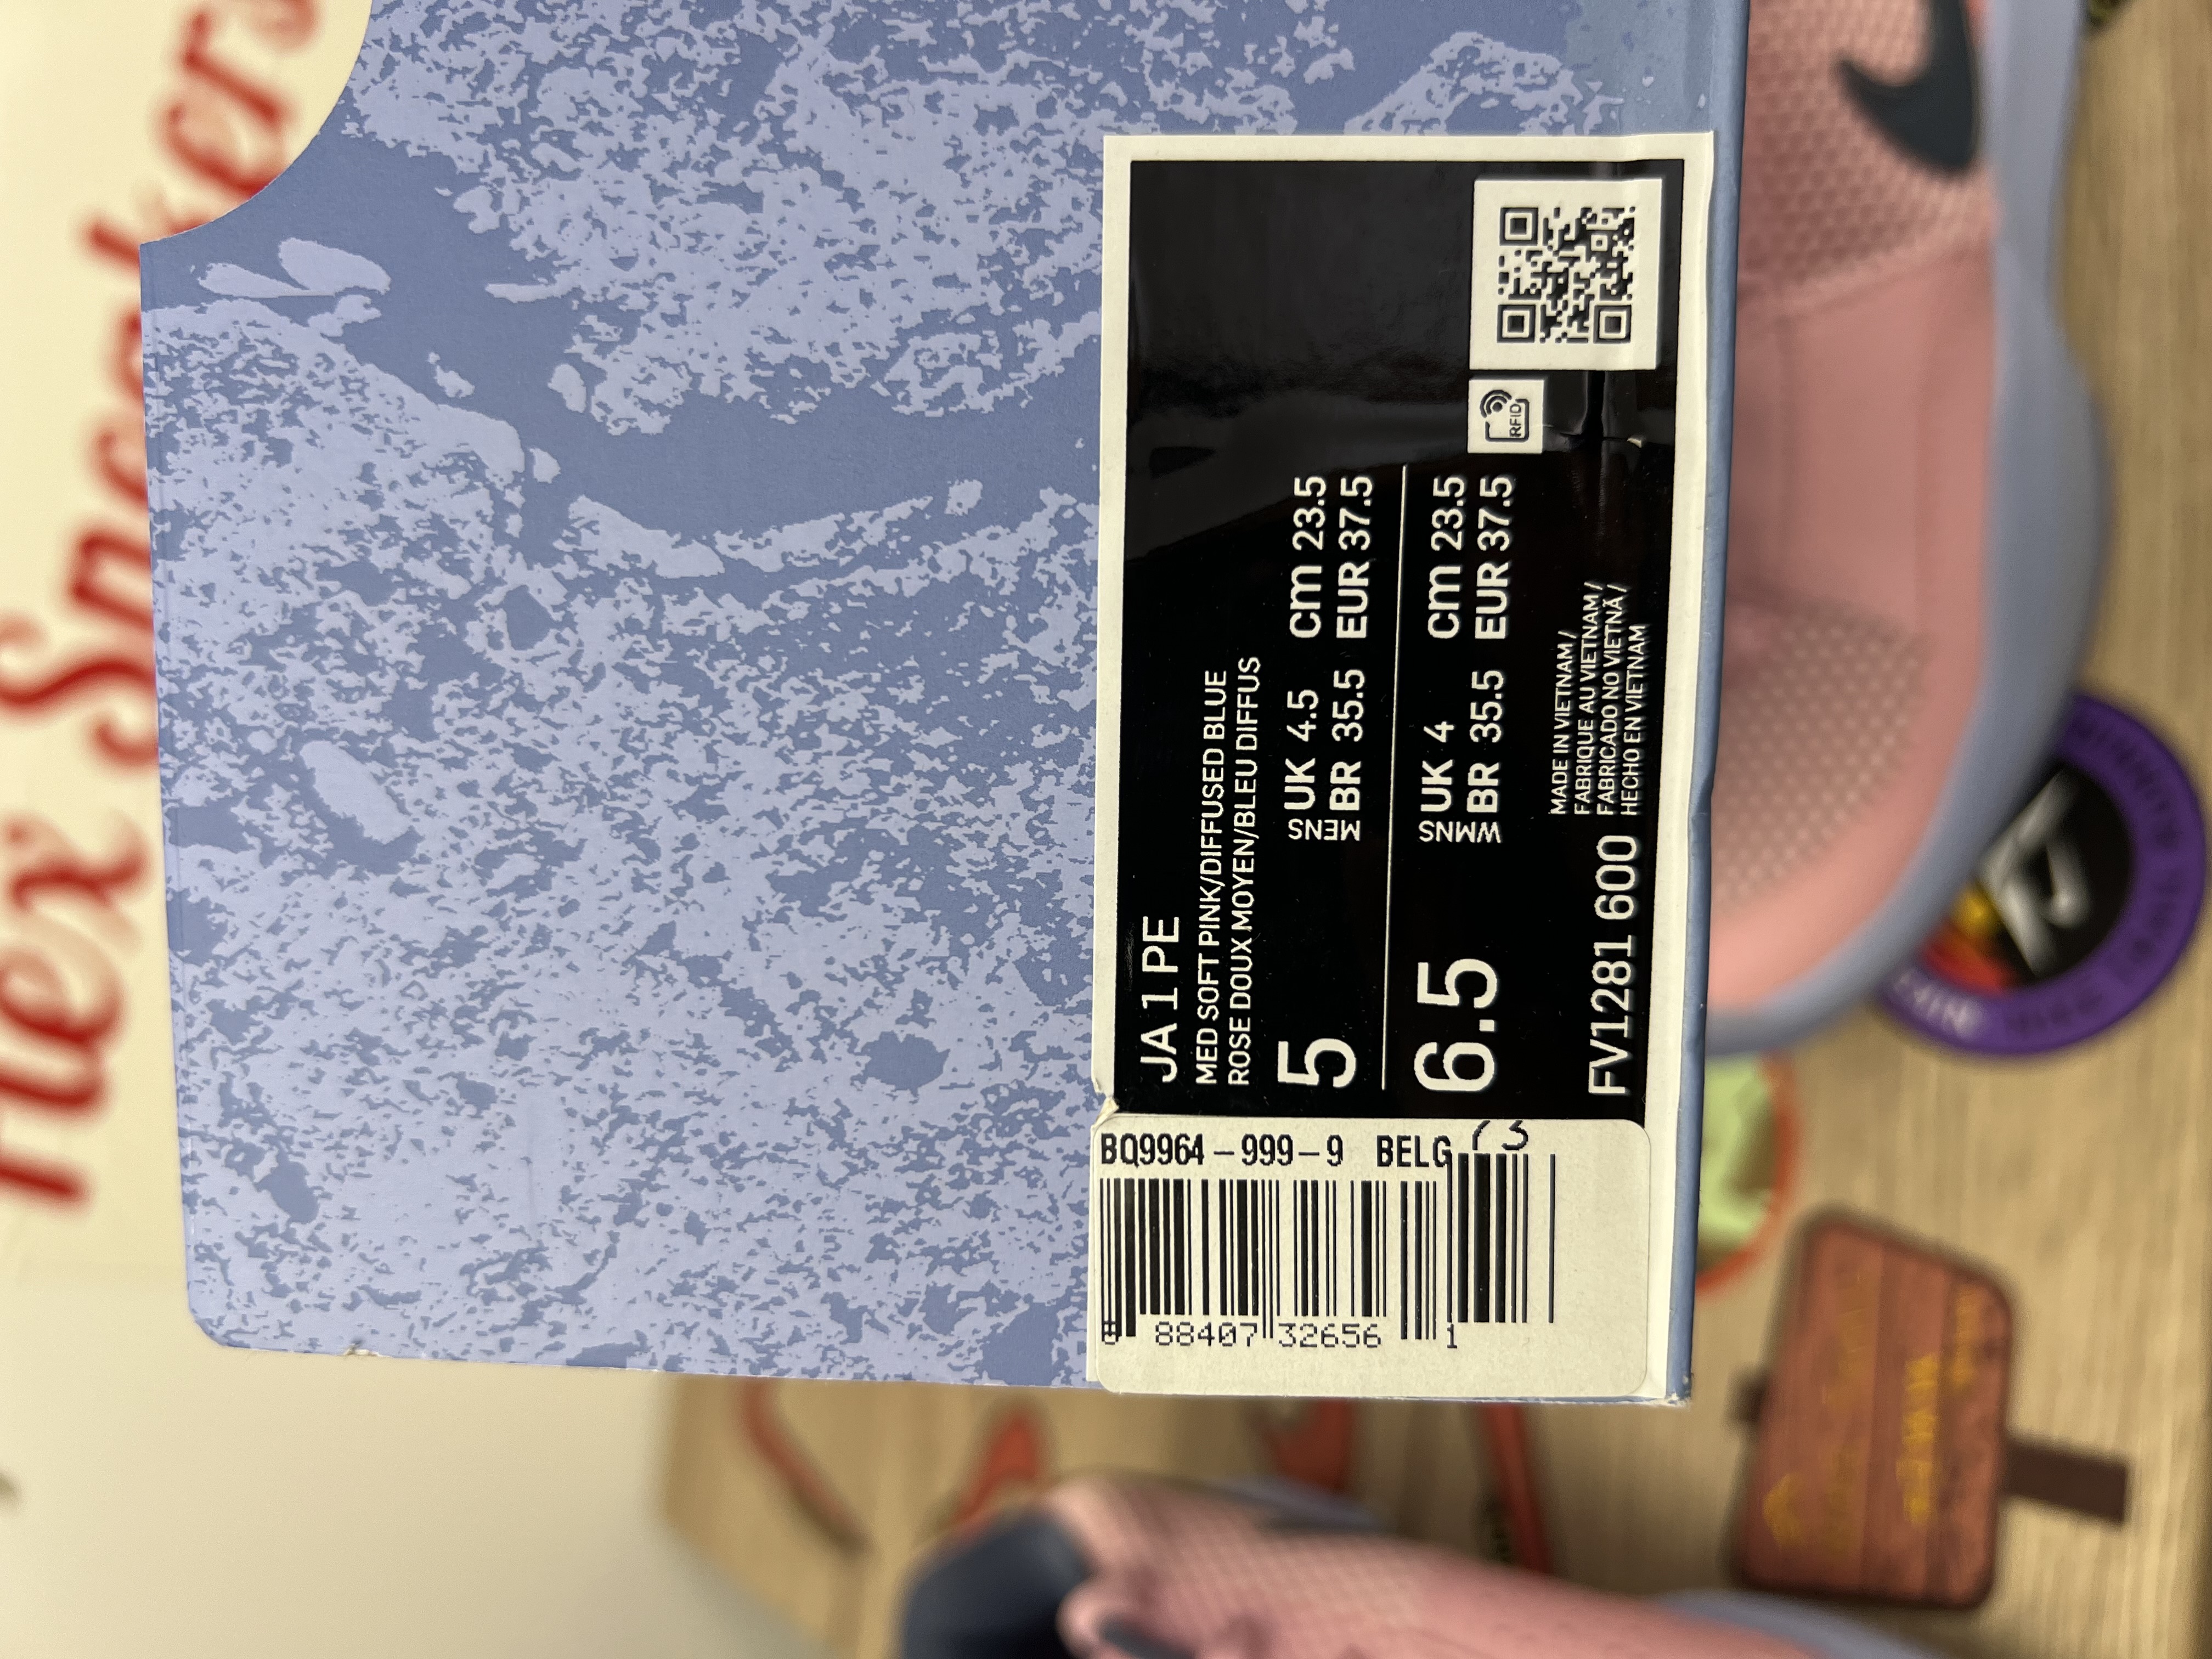 Flex Sneakers
BQ9964-999-9 BELG (3
8 88407 32656 1
JA 1 PE
MED SOFT PINK/DIFFUSED BLUE
ROSE DOUX MOYEN/BLEU DIFFUS
5
MENS
UK 4.5 cm 23.5
BR 35.5 EUR 37.5
6.5
WMNS
UK 4 cm 23.5
BR 35.5 EUR 37.5
RFID
FV1281 600
MADE IN VIETNAM /
FABRIQUE AU VIETNAM /
FABRICADO NO VIETNÃ /
HECHO EN VIETNAM